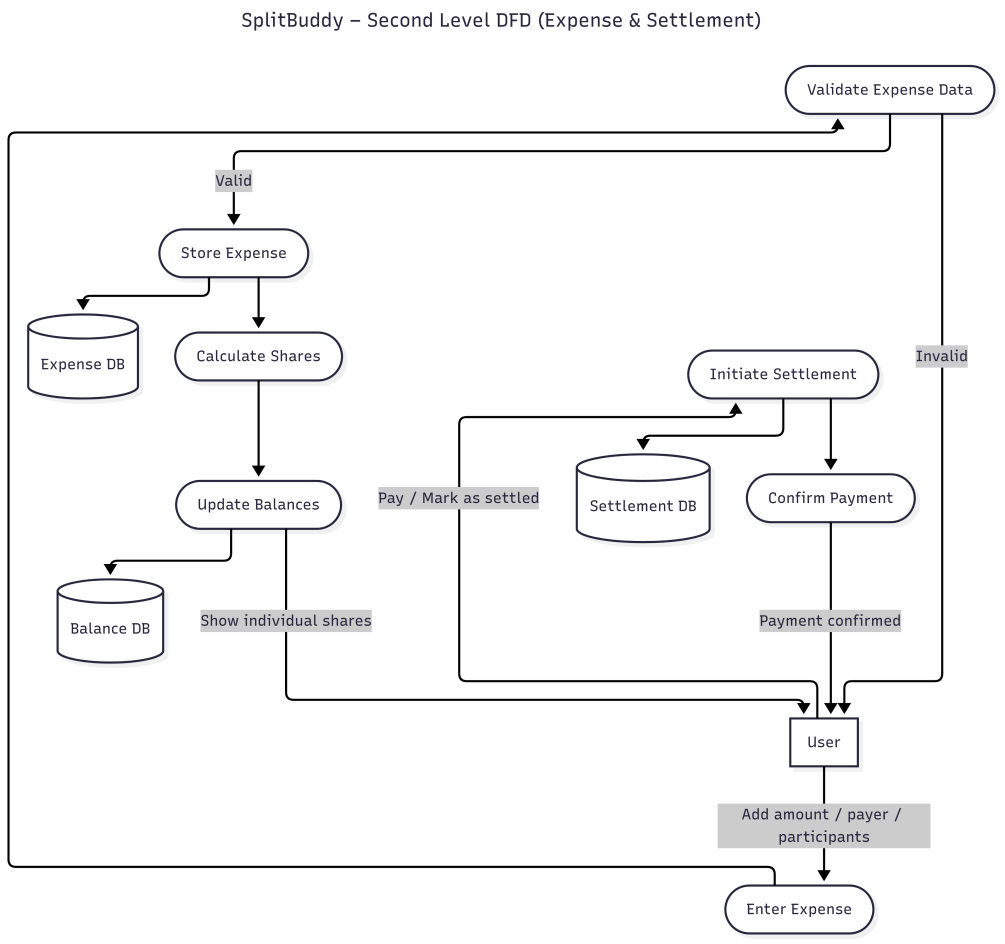 SplitBuddy – Second Level DFD (Expense & Settlement)
Validate Expense Data
Valid
Store Expense
Expense DB
Calculate Shares
Invalid
Initiate Settlement
Pay / Mark as settled
Settlement DB
Confirm Payment
Update Balances
Balance DB
Show individual shares
Payment confirmed
User
Add amount / payer /
participants
Enter Expense